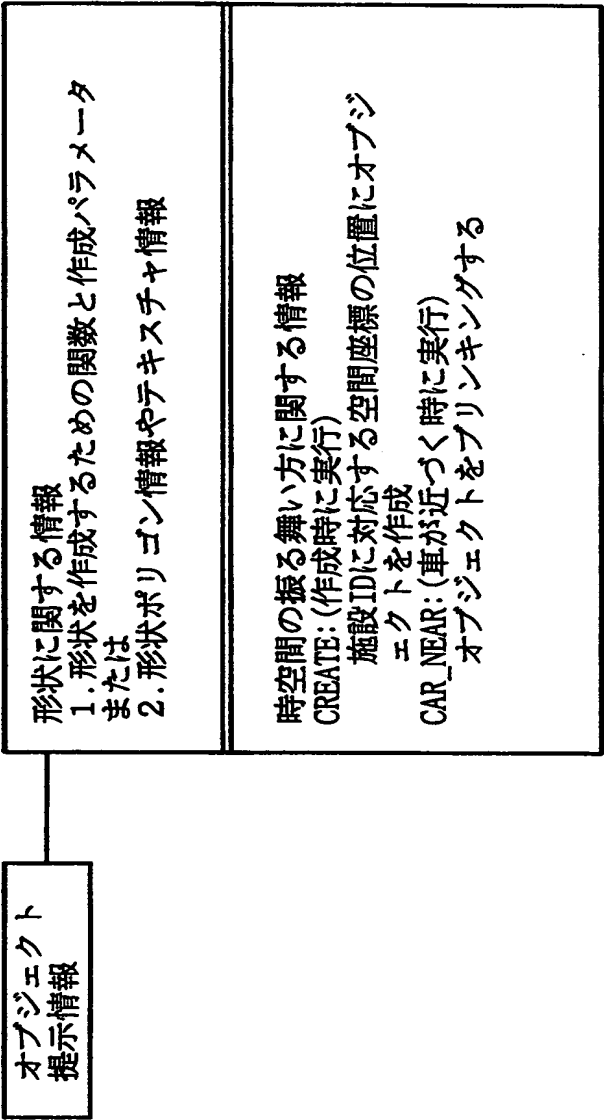 オブジェクト
提示情報
形状に関する情報
1.形状を作成するための関数と作成パラメータ
または
2.形状ポリゴン情報やテキスチャ情報
時空間の振る舞い方に関する情報
CREATE:(作成時に実行)
施設IDに対応する空間座標の位置にオブジ
ェクトを作成
CAR_NEAR:(車が近づく時に実行)
オブジェクトをブリンキングする